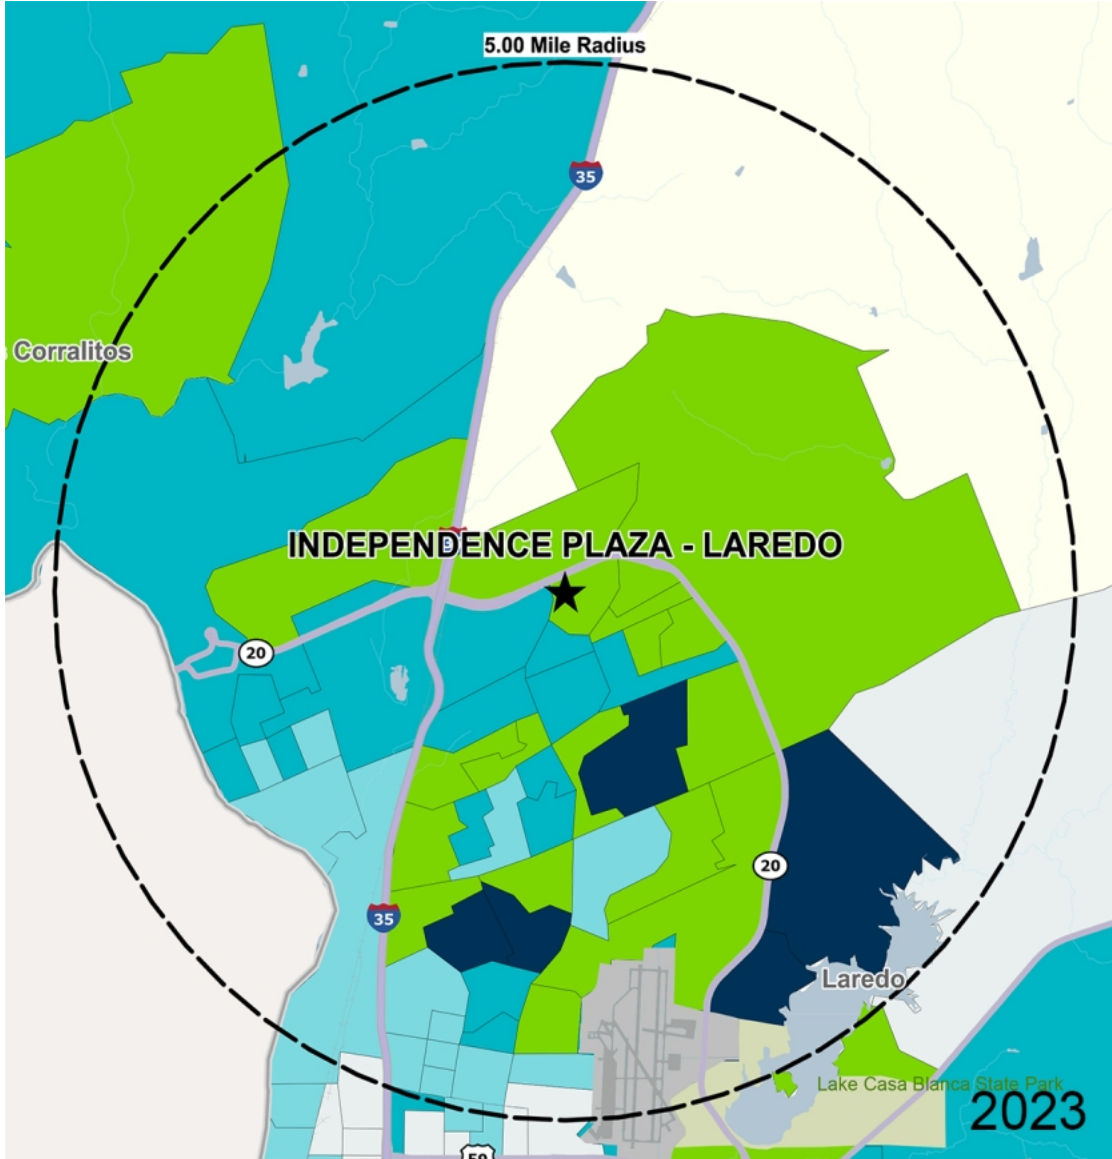 5.00 Mile Radius
35
Corralitos
INDEPENDENCE PLAZA - LAREDO
20
20
35
Laredo
Lake Casa Blanca State Park
2023
59